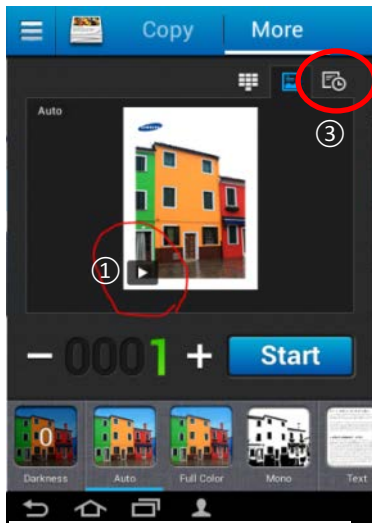 Copy More
③
Auto
SAMSUNG
①
0001
Start
0
Darkness Auto Full Color Mono Text